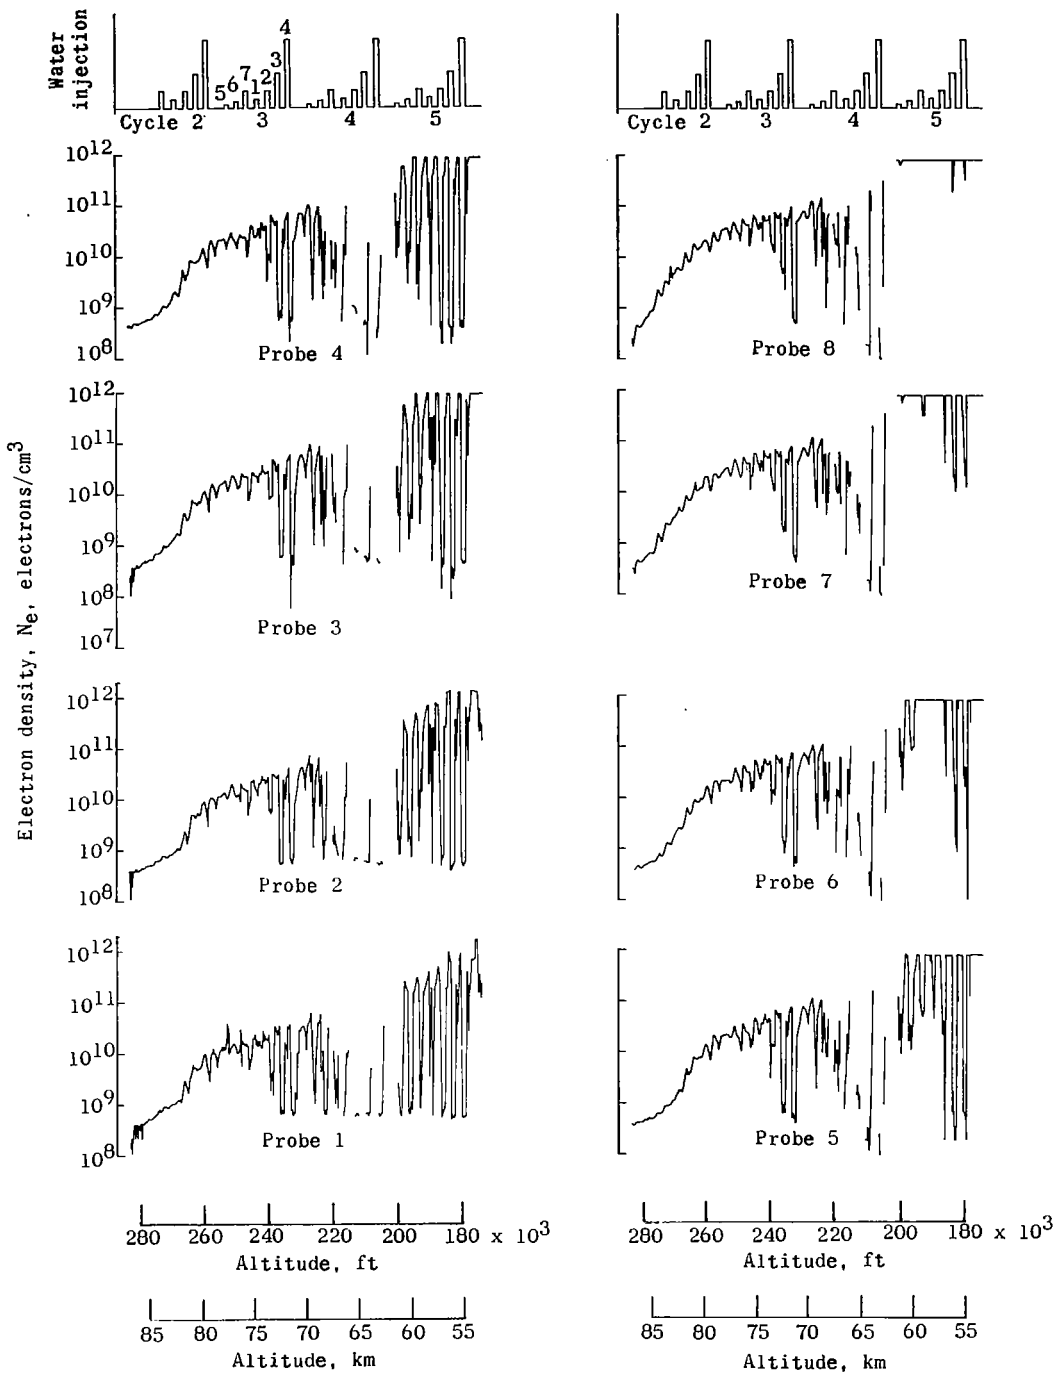 Water injection
4
3
7 2
5 6 1
Cycle 2 3 4 5
Cycle 2 3 4 5
Electron density, Ne, electrons/cm3
10^12
10^11
10^10
10^9
10^8
Probe 4
Probe 8
10^12
10^11
10^10
10^9
10^8
10^7
Probe 3
Probe 7
10^12
10^11
10^10
10^9
10^8
Probe 2
Probe 6
10^12
10^11
10^10
10^9
10^8
Probe 1
Probe 5
280 260 240 220 200 180 x 10^3
Altitude, ft
280 260 240 220 200 180 x 10^3
Altitude, ft
85 80 75 70 65 60 55
Altitude, km
85 80 75 70 65 60 55
Altitude, km